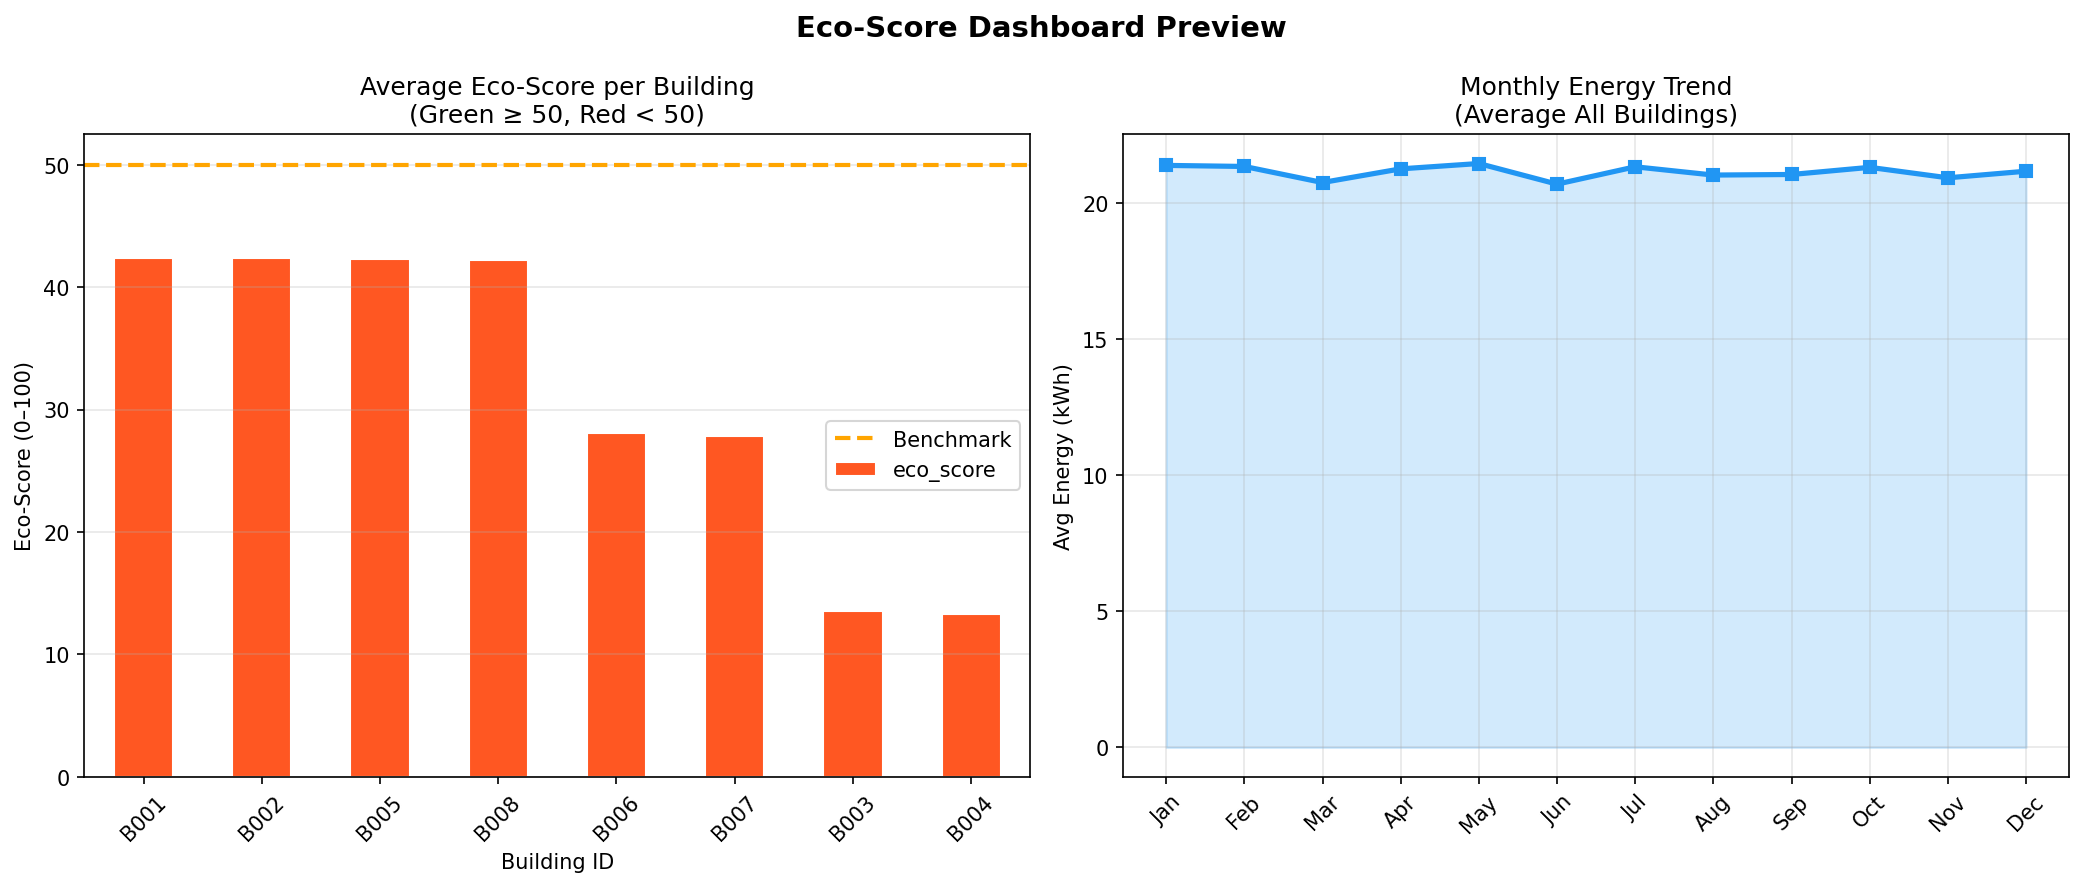 Eco-Score Dashboard Preview
Average Eco-Score per Building
(Green ≥ 50, Red < 50)
Eco-Score (0–100)
50
40
30
20
10
0
Benchmark
eco_score
B001
B002
B005
B008
B006
B007
B003
B004
Building ID
Monthly Energy Trend
(Average All Buildings)
Avg Energy (kWh)
20
15
10
5
0
Jan
Feb
Mar
Apr
May
Jun
Jul
Aug
Sep
Oct
Nov
Dec